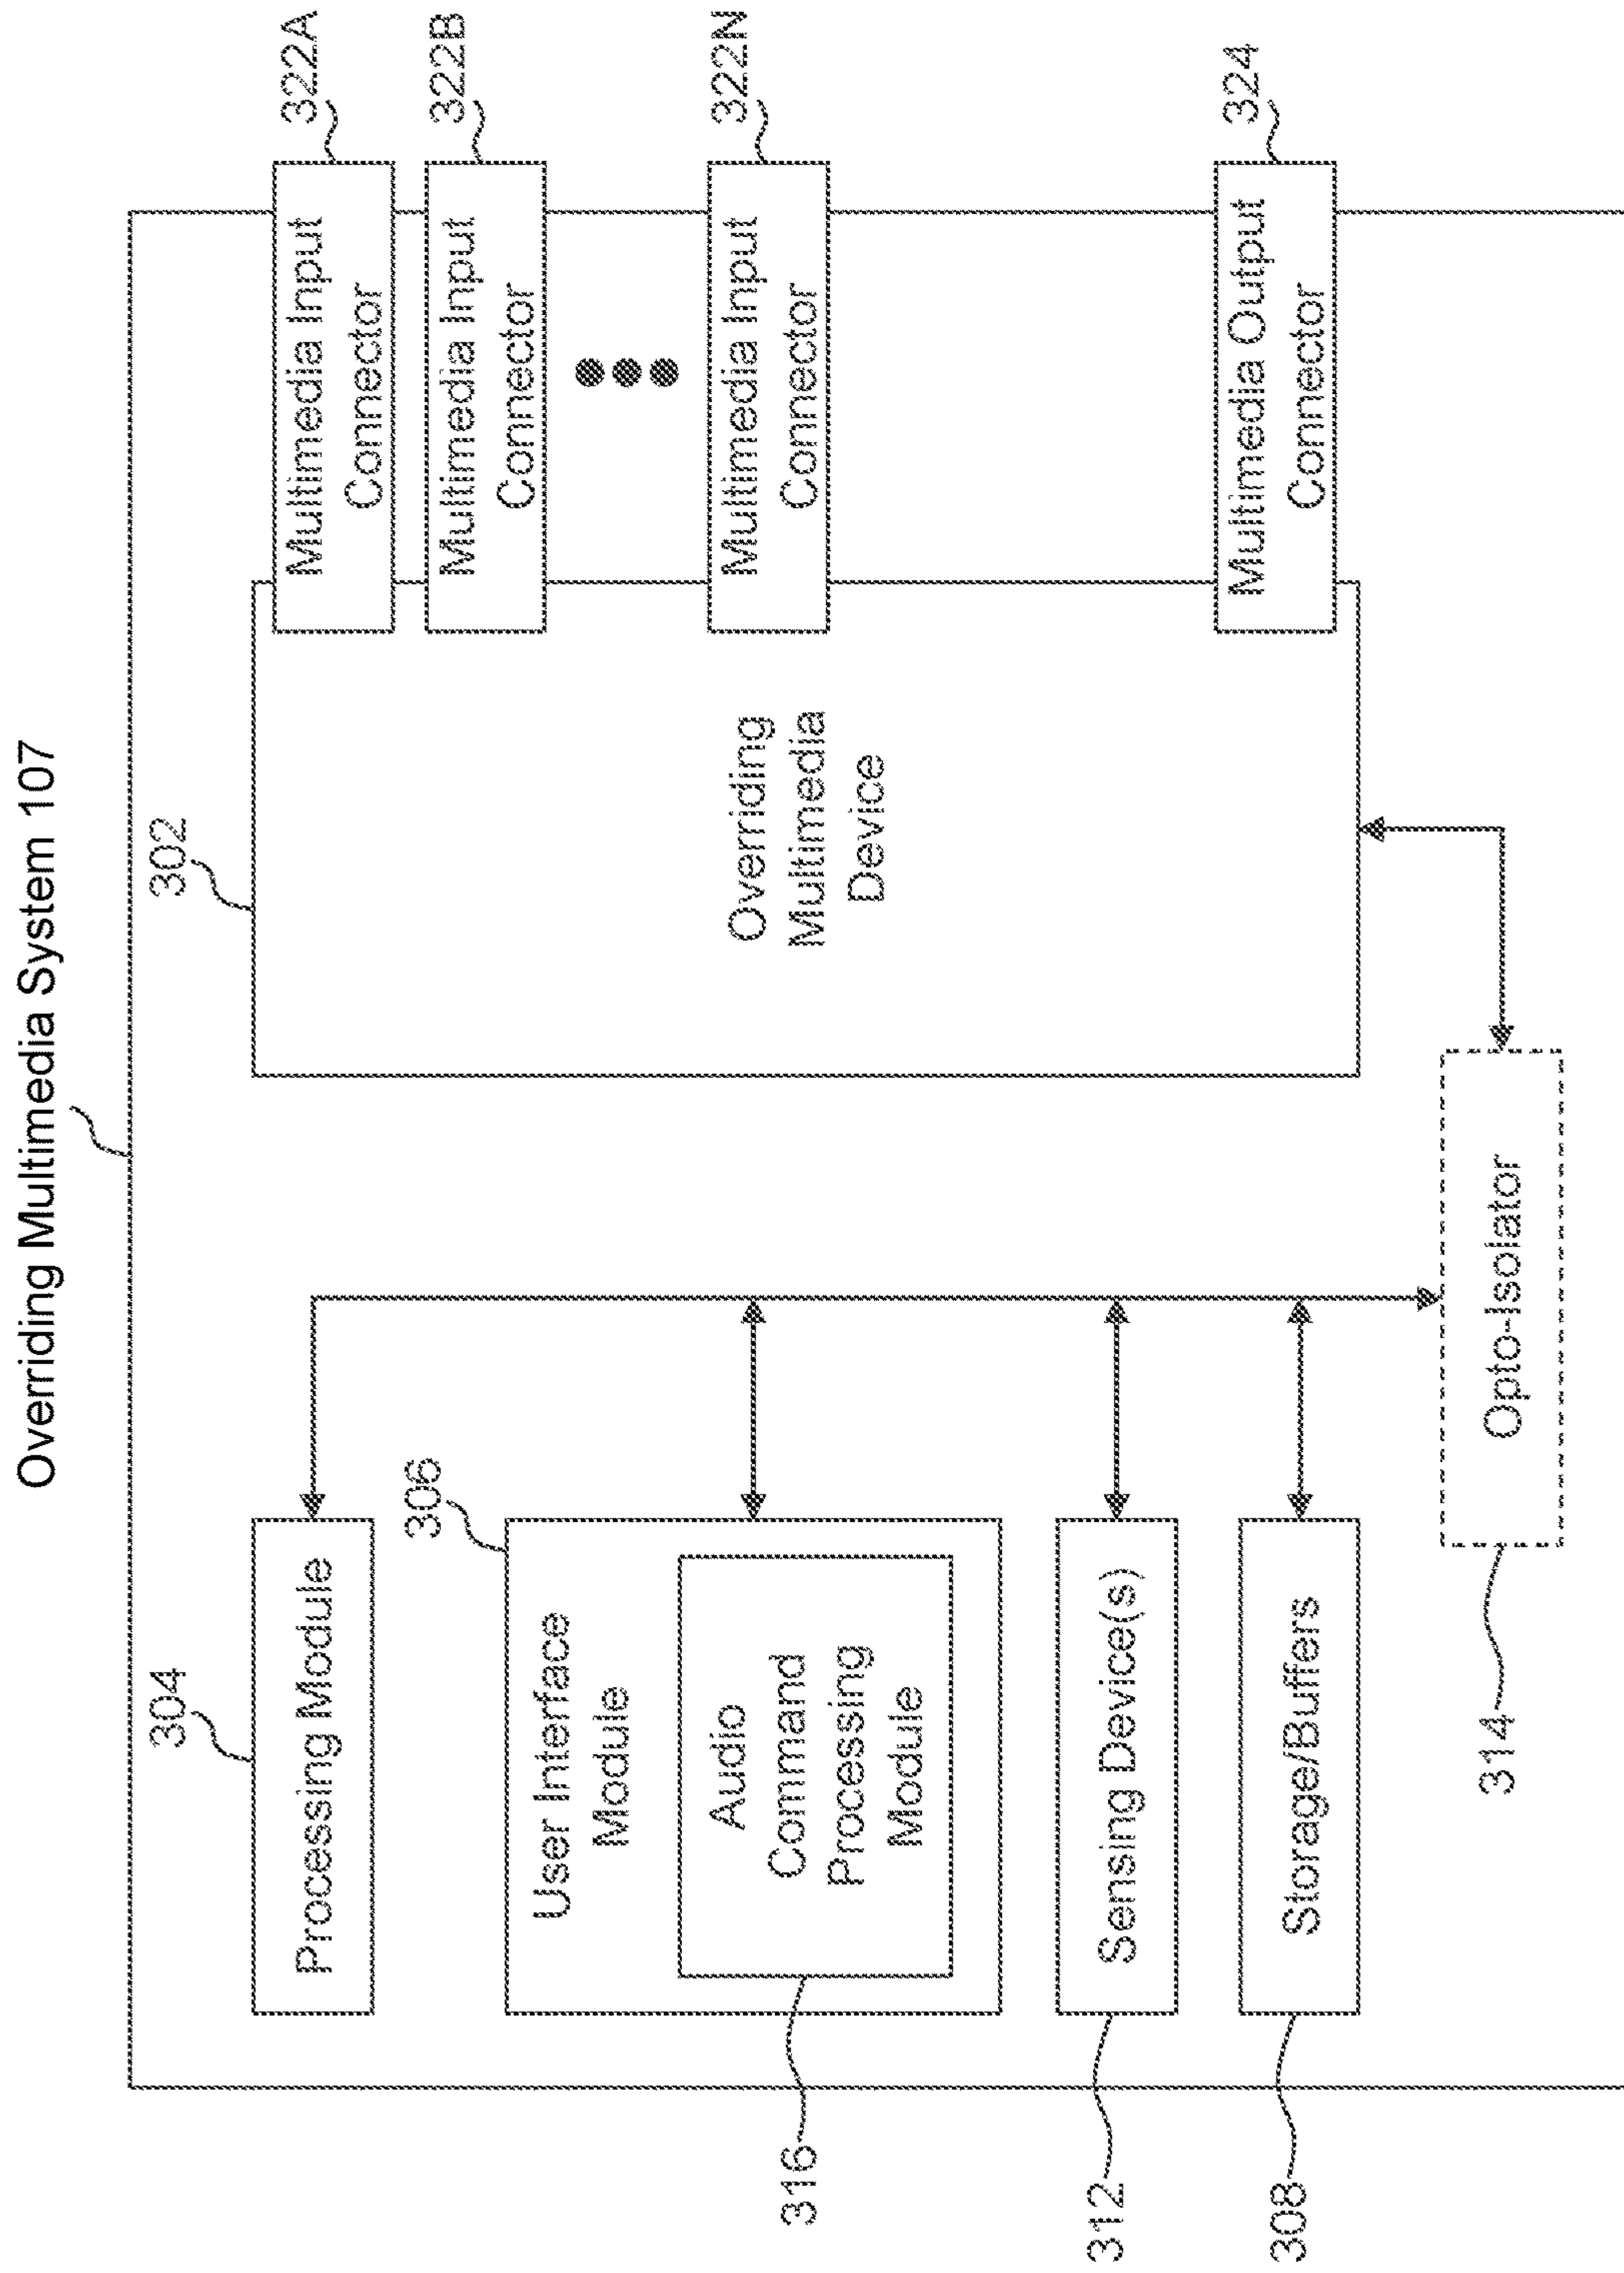 Overriding Multimedia System 107
304
Processing Module
306
User Interface
Module
Audio
Command
Processing
Module
316
Sensing Device(s)
312
Storage/Buffers
308
Opto-Isolator
314
302
Overriding
Multimedia
Device
Multimedia Input
Connector
322A
Multimedia Input
Connector
322B
Multimedia Input
Connector
322N
Multimedia Output
Connector
324